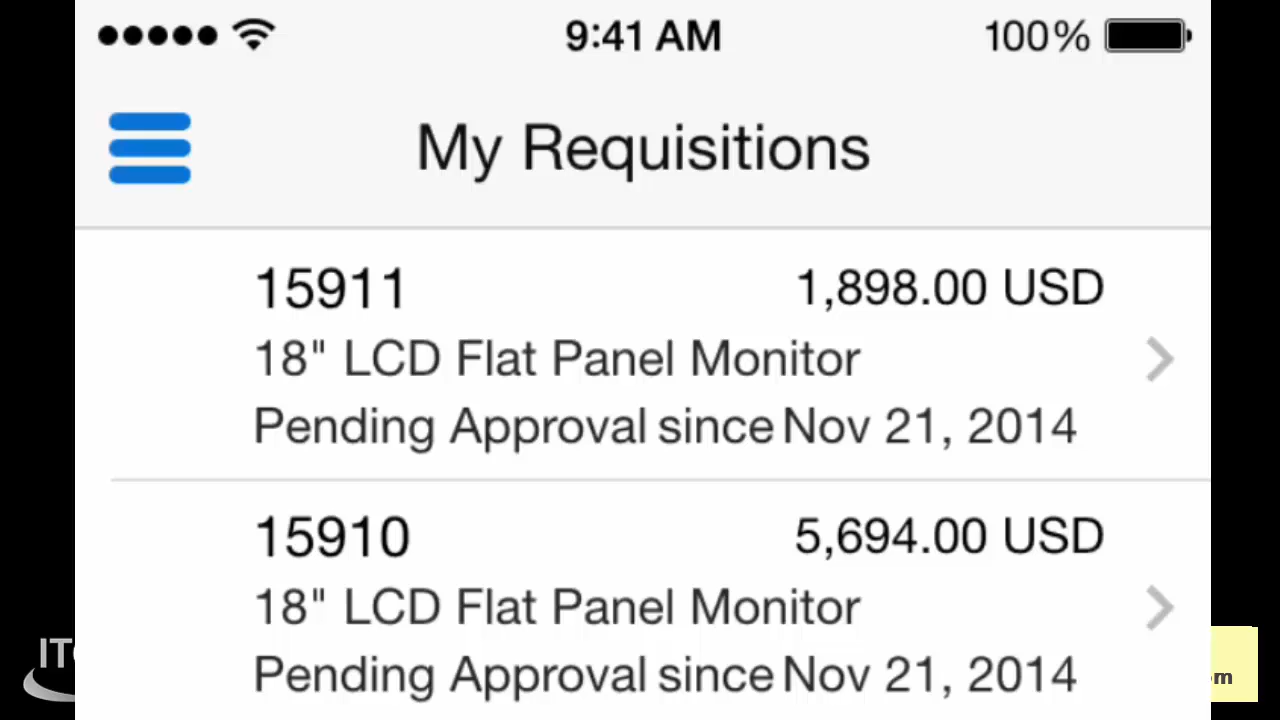 9:41 AM 100%
My Requisitions
15911 1,898.00 USD
18" LCD Flat Panel Monitor
Pending Approval since Nov 21, 2014
15910 5,694.00 USD
18" LCD Flat Panel Monitor
Pending Approval since Nov 21, 2014